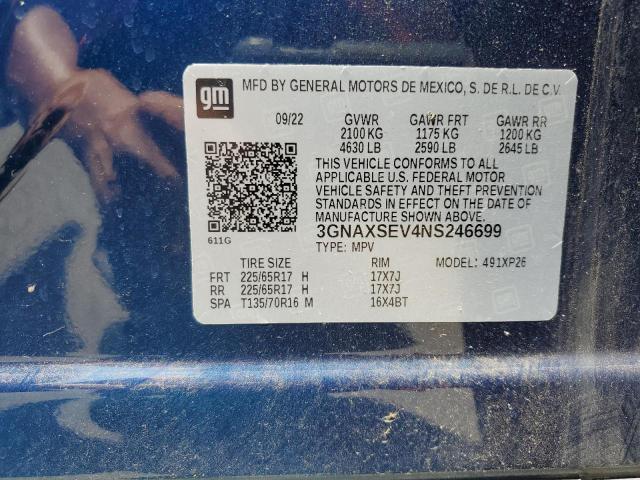 gm MFD BY GENERAL MOTORS DE MEXICO, S. DE R.L. DE C.V.
09/22 GVWR GAWR FRT GAWR RR
2100 KG 1175 KG 1200 KG
4630 LB 2590 LB 2645 LB
THIS VEHICLE CONFORMS TO ALL
APPLICABLE U.S. FEDERAL MOTOR
VEHICLE SAFETY AND THEFT PREVENTION
STANDARDS IN EFFECT ON THE DATE OF
MANUFACTURE SHOWN ABOVE.
611G 3GNAXSEV4NS246699
TYPE: MPV
TIRE SIZE RIM MODEL: 491XP26
FRT 225/65R17 H 17X7J
RR 225/65R17 H 17X7J
SPA T135/70R16 M 16X4BT